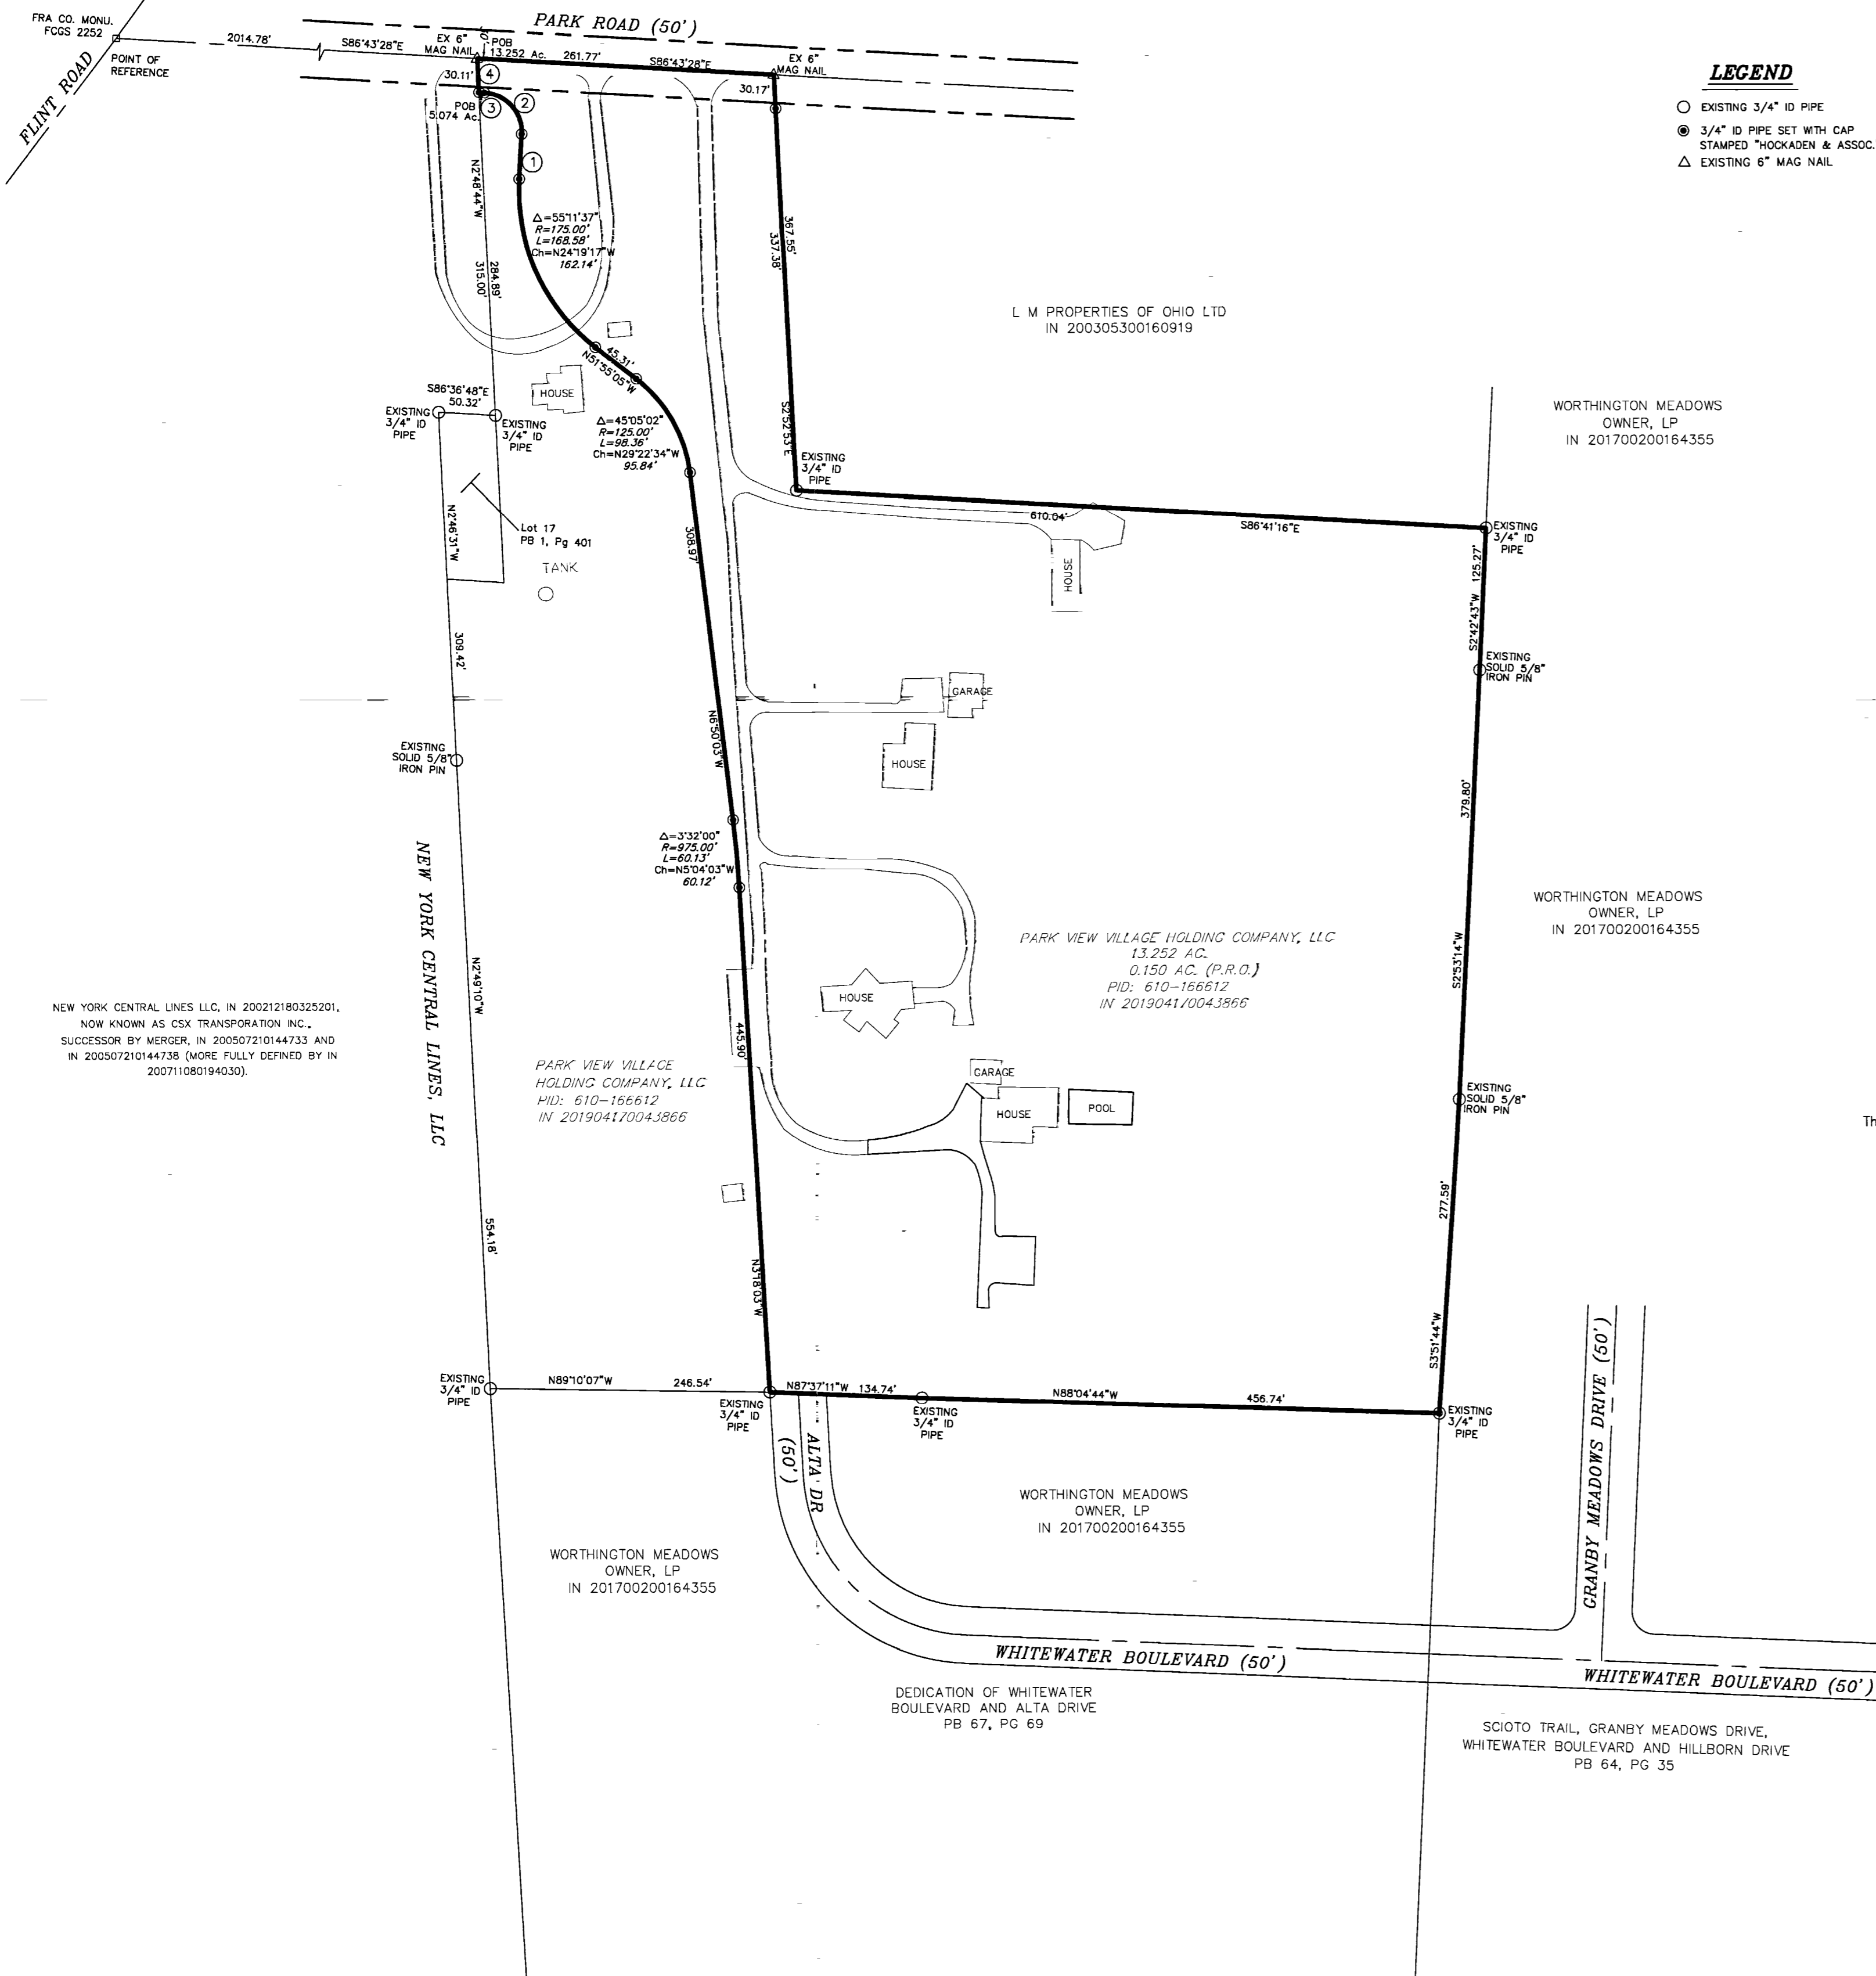 FRA CO. MONU.
FCGS 2252
FLINT ROAD
POINT OF
REFERENCE
2014.78'
S86°43'28"E
EX 6"
MAG NAIL
30'
POB
13.252 Ac.
PARK ROAD (50')
261.77'
S86°43'28"E
EX 6"
MAG NAIL
30.11'
4
30.17'
POB
5.074 Ac.
3
2
1
LEGEND
EXISTING 3/4" ID PIPE
3/4" ID PIPE SET WITH CAP
STAMPED "HOCKADEN & ASSOC.
EXISTING 6" MAG NAIL
N2°48'44"W
284.89'
315.00'
Δ=55°11'37"
R=175.00'
L=168.58'
Ch=N24°19'17"W
162.14'
367.55'
337.38'
S2°52'53"E
L M PROPERTIES OF OHIO LTD
IN 200305300160919
45.31'
N51°55'05"W
HOUSE
S86°36'48"E
50.32'
EXISTING
3/4" ID
PIPE
EXISTING
3/4" ID
PIPE
Δ=45°05'02"
R=125.00'
L=98.36'
Ch=N29°22'34"W
95.84'
EXISTING
3/4" ID
PIPE
WORTHINGTON MEADOWS
OWNER, LP
IN 201700200164355
610.04'
S86°41'16"E
EXISTING
3/4" ID
PIPE
N2°46'31"W
Lot 17
PB 1, Pg 401
TANK
308.97'
HOUSE
125.27'
S2°42'43"W
309.42'
EXISTING
SOLID 5/8"
IRON PIN
GARAGE
N6°50'03"W
EXISTING
SOLID 5/8"
IRON PIN
HOUSE
379.80'
Δ=3°32'00"
R=975.00'
L=60.13'
Ch=N5°04'03"W
60.12'
NEW YORK CENTRAL LINES, LLC
N2°49'10"W
WORTHINGTON MEADOWS
OWNER, LP
IN 201700200164355
PARK VIEW VILLAGE HOLDING COMPANY, LLC
13.252 AC.
0.150 AC. (P.R.O.)
PID: 610-166612
IN 201904170043866
S2°53'14"W
HOUSE
NEW YORK CENTRAL LINES LLC, IN 200212180325201,
NOW KNOWN AS CSX TRANSPORATION INC.,
SUCCESSOR BY MERGER, IN 200507210144733 AND
IN 200507210144738 (MORE FULLY DEFINED BY IN
200711080194030).
445.90'
PARK VIEW VILLAGE
HOLDING COMPANY, LLC
PID: 610-166612
IN 201904170043866
GARAGE
HOUSE
POOL
EXISTING
SOLID 5/8"
IRON PIN
Th
277.59'
554.18'
N3°18'03"W
S3°51'44"W
EXISTING
3/4" ID
PIPE
N89°10'07"W
246.54'
EXISTING
3/4" ID
PIPE
N87°37'11"W
134.74'
EXISTING
3/4" ID
PIPE
N88°04'44"W
456.74'
EXISTING
3/4" ID
PIPE
ALTA DR
(50')
GRANBY MEADOWS DRIVE (50')
WORTHINGTON MEADOWS
OWNER, LP
IN 201700200164355
WORTHINGTON MEADOWS
OWNER, LP
IN 201700200164355
WHITEWATER BOULEVARD (50')
WHITEWATER BOULEVARD (50')
DEDICATION OF WHITEWATER
BOULEVARD AND ALTA DRIVE
PB 67, PG 69
SCIOTO TRAIL, GRANBY MEADOWS DRIVE,
WHITEWATER BOULEVARD AND HILLBORN DRIVE
PB 64, PG 35